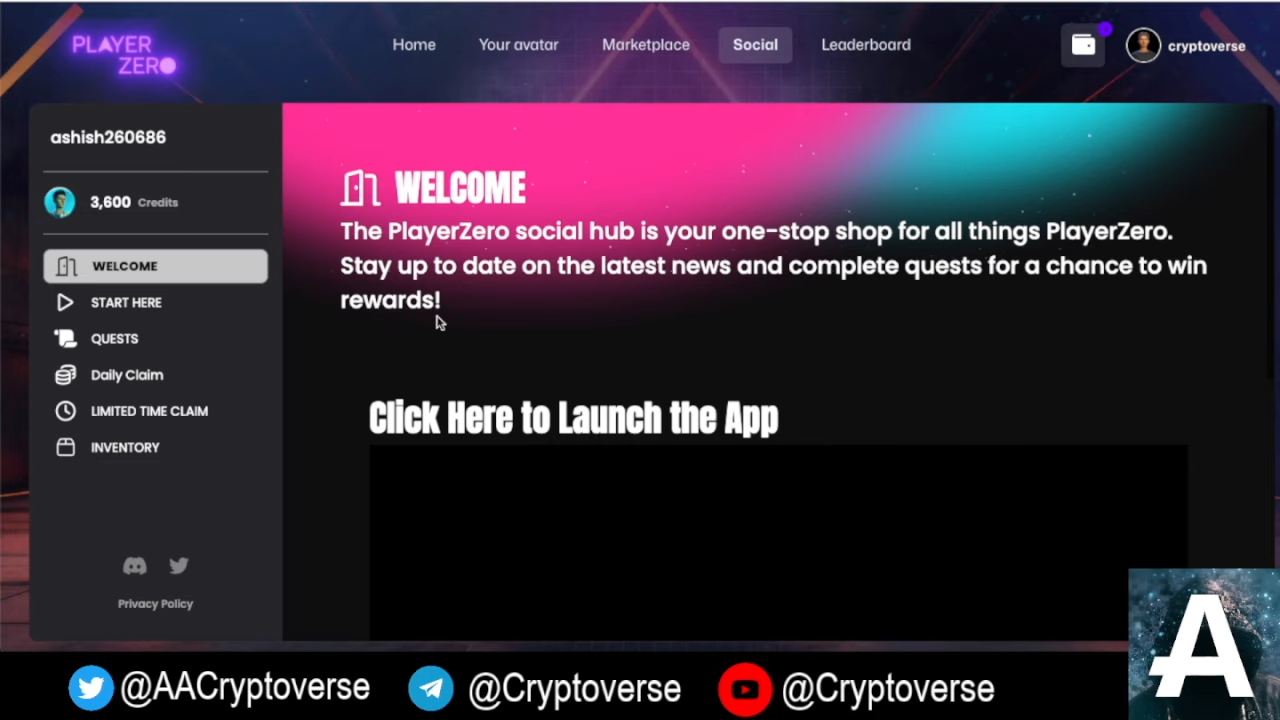 PLAYER
ZERO
Home Your avatar Marketplace Social Leaderboard cryptoverse
ashish260686
3,600 Credits
WELCOME
START HERE
QUESTS
Daily Claim
LIMITED TIME CLAIM
INVENTORY
Privacy Policy
WELCOME
The PlayerZero social hub is your one-stop shop for all things PlayerZero.
Stay up to date on the latest news and complete quests for a chance to win
rewards!
Click Here to Launch the App
@AACryptoverse @Cryptoverse @Cryptoverse
A